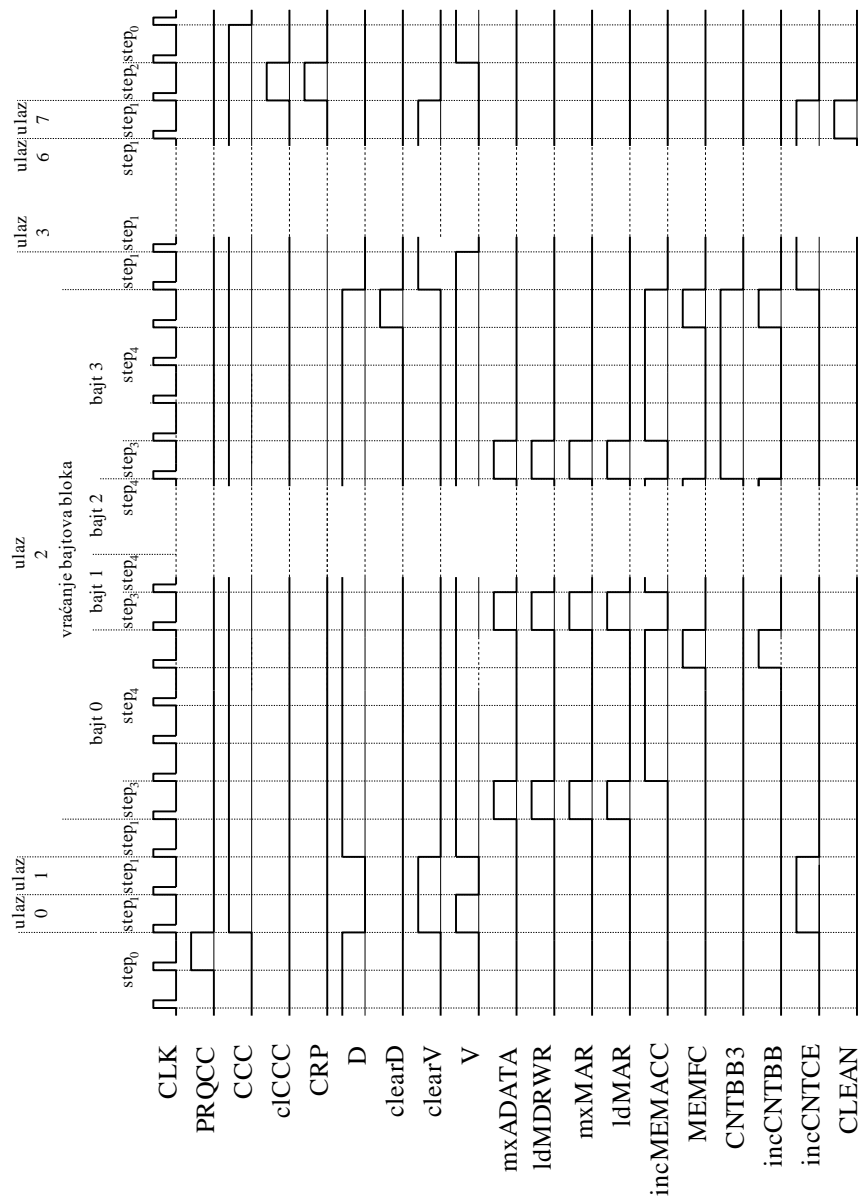 ulaz ulaz ulaz ulaz ulaz ulaz
0 1 2 3 6 7
vraćanje bajtova bloka
bajt 0 bajt 1 bajt 2 bajt 3
step₀ step₁ step₁ step₁ step₃ step₄ step₃ step₄ step₄ step₃ step₄ step₁ step₁ step₁ step₁ step₂ step₀
CLK
PRQCC
CCC
clCCC
CRP
D
clearD
clearV
V
mxADATA
ldMDRWR
mxMAR
ldMAR
incMEMACC
MEMFC
CNTBB3
incCNTBB
incCNTCE
CLEAN